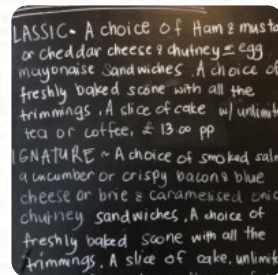 LASSIC - A choice of Ham & musta
or cheddar cheese & chutney - egg
mayonaise Sandwiches. A choice of
freshly baked scone with all the
trimmings, A slice of cake w/ unlimit
tea or coffee, £ 13 00 pp
IGNATURE ~ A choice of smoked salm
& cucumber or crispy bacon & blue
cheese or brie & caramelised onio
chutney sandwiches, A choice of
freshly baked scone with all the
trimmings, A slice of cake, unlimite